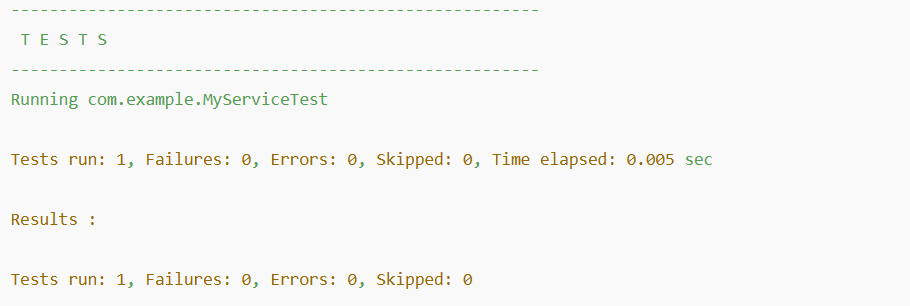 -------------------------------------------------------
 T E S T S
-------------------------------------------------------
Running com.example.MyServiceTest
Tests run: 1, Failures: 0, Errors: 0, Skipped: 0, Time elapsed: 0.005 sec
Results :
Tests run: 1, Failures: 0, Errors: 0, Skipped: 0